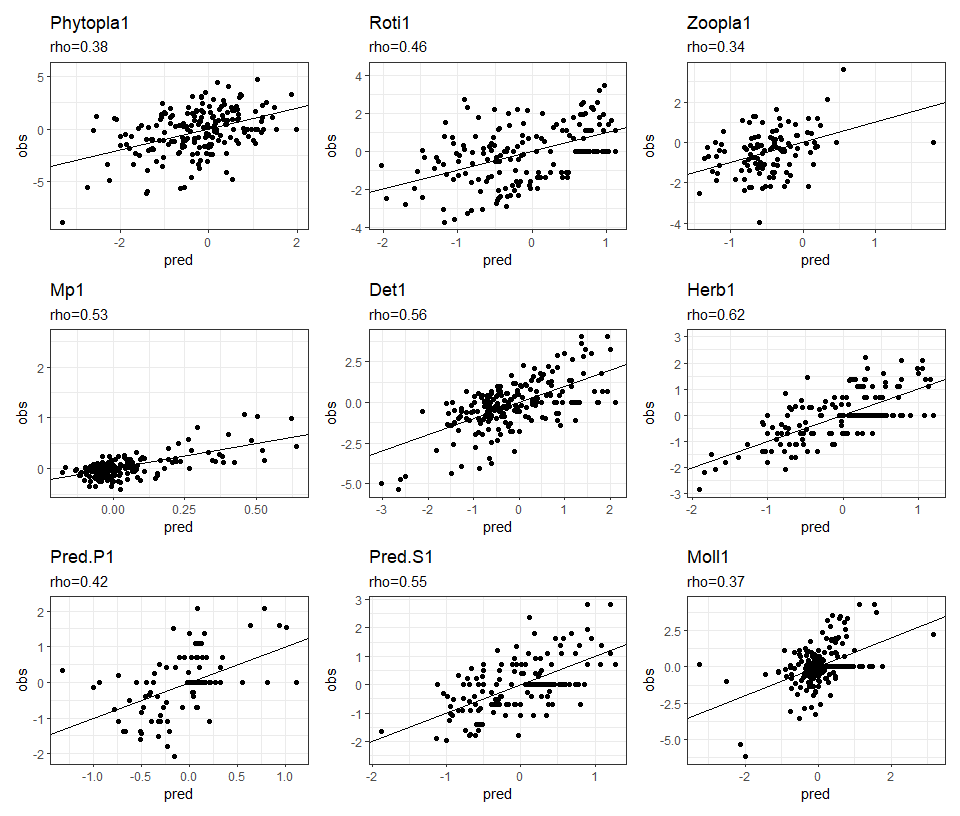 Phytopla1
rho=0.38
5
0
-5
obs
-2
0
2
pred
Roti1
rho=0.46
4
2
0
-2
-4
obs
-2
-1
0
1
pred
Zoopla1
rho=0.34
2
0
-2
-4
obs
-1
0
1
pred
Mp1
rho=0.53
2
1
0
obs
0.00
0.25
0.50
pred
Det1
rho=0.56
2.5
0.0
-2.5
-5.0
obs
-3
-2
-1
0
1
2
pred
Herb1
rho=0.62
3
2
1
0
-1
-2
-3
obs
-2
-1
0
1
pred
Pred.P1
rho=0.42
2
1
0
-1
-2
obs
-1.0
-0.5
0.0
0.5
1.0
pred
Pred.S1
rho=0.55
3
2
1
0
-1
-2
obs
-2
-1
0
1
pred
Moll1
rho=0.37
2.5
0.0
-2.5
-5.0
obs
-2
0
2
pred